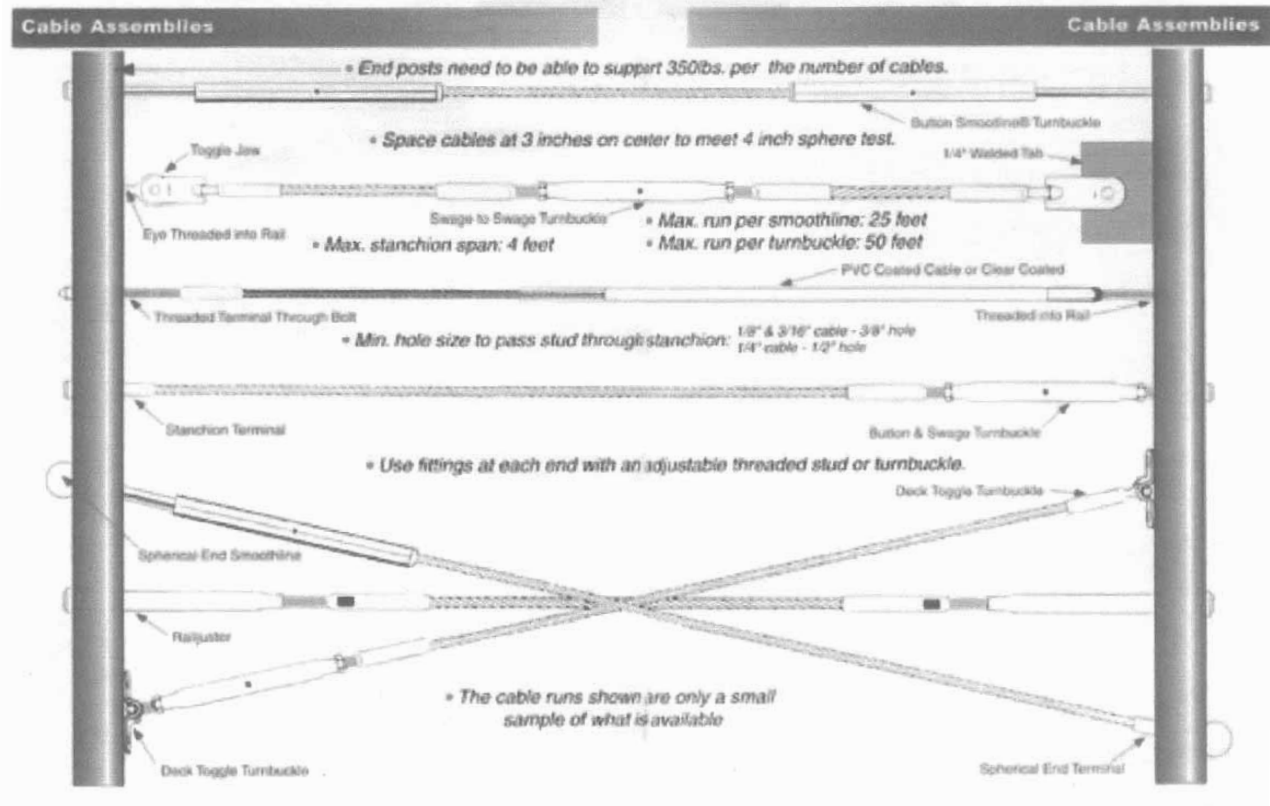 Cable Assemblies
Cable Assemblies
• End posts need to be able to support 350lbs. per the number of cables.
Button Smoothline® Turnbuckle
• Space cables at 3 inches on center to meet 4 inch sphere test.
Toggle Jaw
1/4" Welded Tab
Swage to Swage Turnbuckle
• Max. run per smoothline: 25 feet
Eye Threaded into Rail
• Max. stanchion span: 4 feet
• Max. run per turnbuckle: 50 feet
PVC Coated Cable or Clear Coated
Threaded Terminal Through Bolt
Threaded into Rail
• Min. hole size to pass stud through stanchion: 1/8" & 3/16" cable - 3/8" hole
1/4" cable - 1/2" hole
Stanchion Terminal
Button & Swage Turnbuckle
• Use fittings at each end with an adjustable threaded stud or turnbuckle.
Deck Toggle Turnbuckle
Spherical End Smoothline
Railjuster
• The cable runs shown are only a small
sample of what is available
Deck Toggle Turnbuckle
Spherical End Terminal